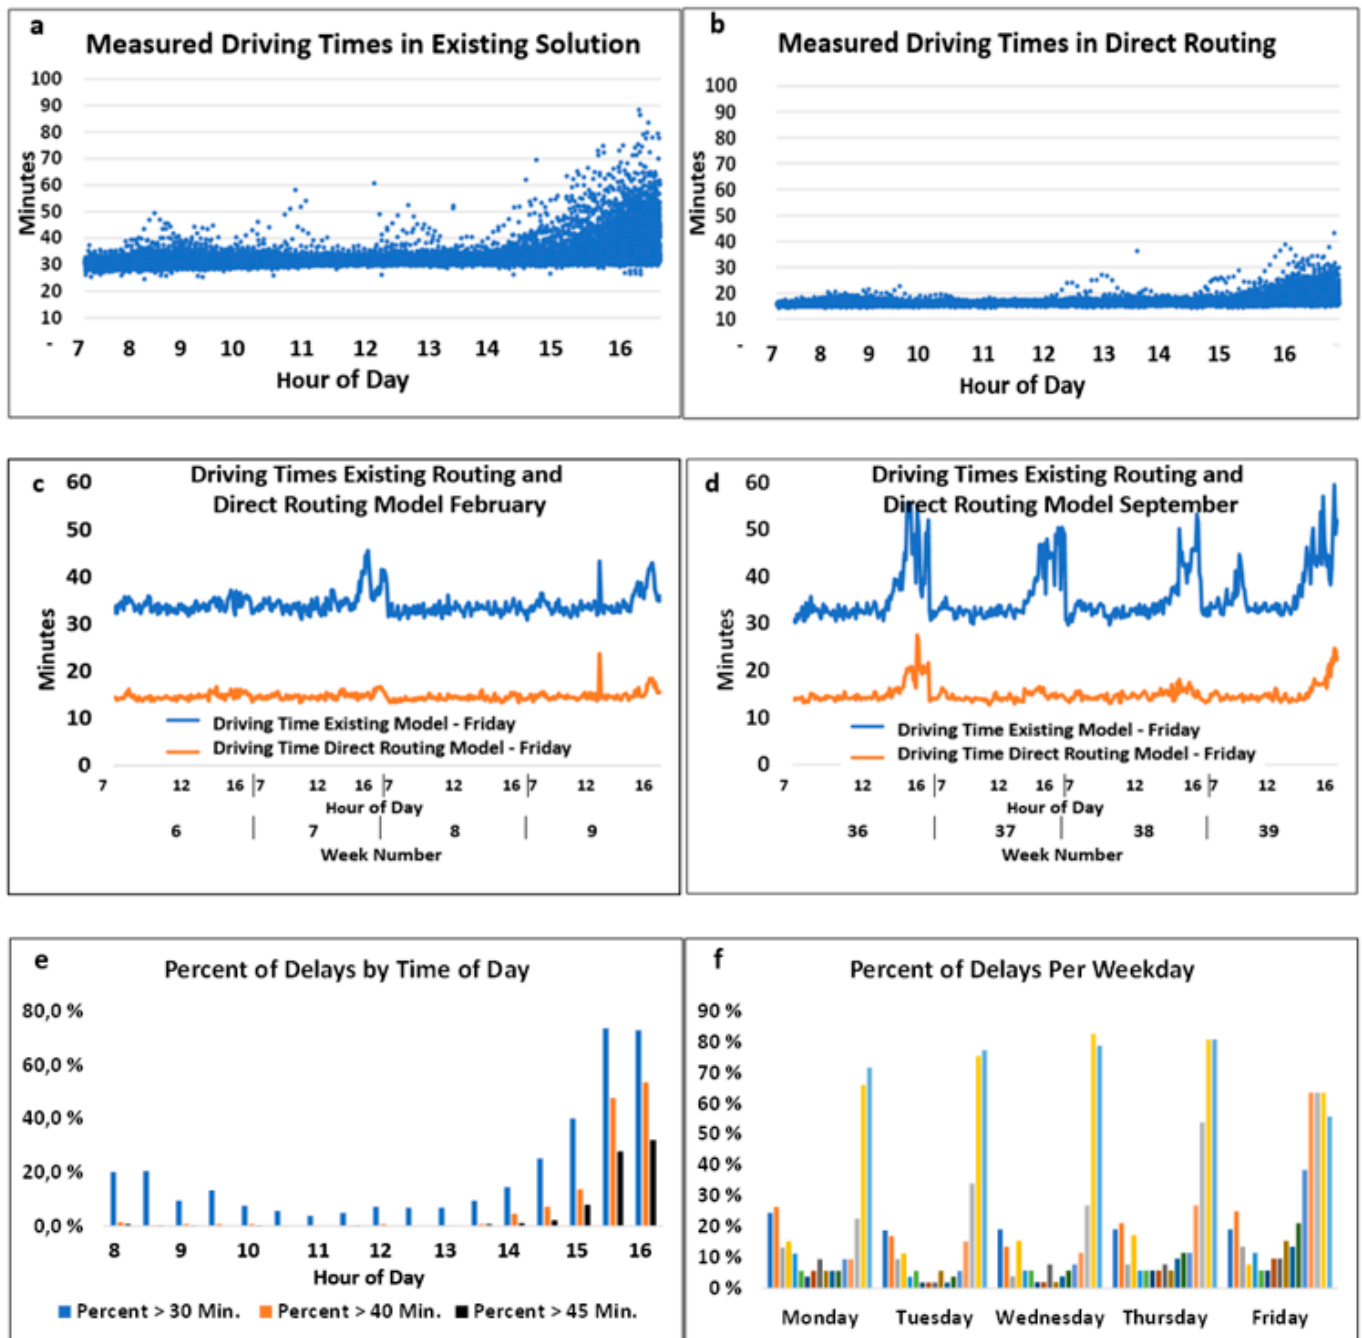 a
Measured Driving Times in Existing Solution
100
90
80
70
60
50
40
30
20
10
-
Minutes
7 8 9 10 11 12 13 14 15 16
Hour of Day
b
Measured Driving Times in Direct Routing
100
90
80
70
60
50
40
30
20
10
-
Minutes
7 8 9 10 11 12 13 14 15 16
Hour of Day
c
Driving Times Existing Routing and
Direct Routing Model February
60
50
40
30
20
10
0
Minutes
Driving Time Existing Model - Friday
Driving Time Direct Routing Model - Friday
7 12 16 7 12 16 7 12 16 7 12 16
Hour of Day
6 7 8 9
Week Number
d
Driving Times Existing Routing and
Direct Routing Model September
60
50
40
30
20
10
0
Minutes
Driving Time Existing Model - Friday
Driving Time Direct Routing Model - Friday
7 12 16 7 12 16 7 12 16 7 12 16
Hour of Day
36 37 38 39
Week Number
e
Percent of Delays by Time of Day
80,0 %
60,0 %
40,0 %
20,0 %
0,0 %
8 9 10 11 12 13 14 15 16
Hour of Day
Percent > 30 Min. Percent > 40 Min. Percent > 45 Min.
f
Percent of Delays Per Weekday
90 %
80 %
70 %
60 %
50 %
40 %
30 %
20 %
10 %
0 %
Monday Tuesday Wednesday Thursday Friday